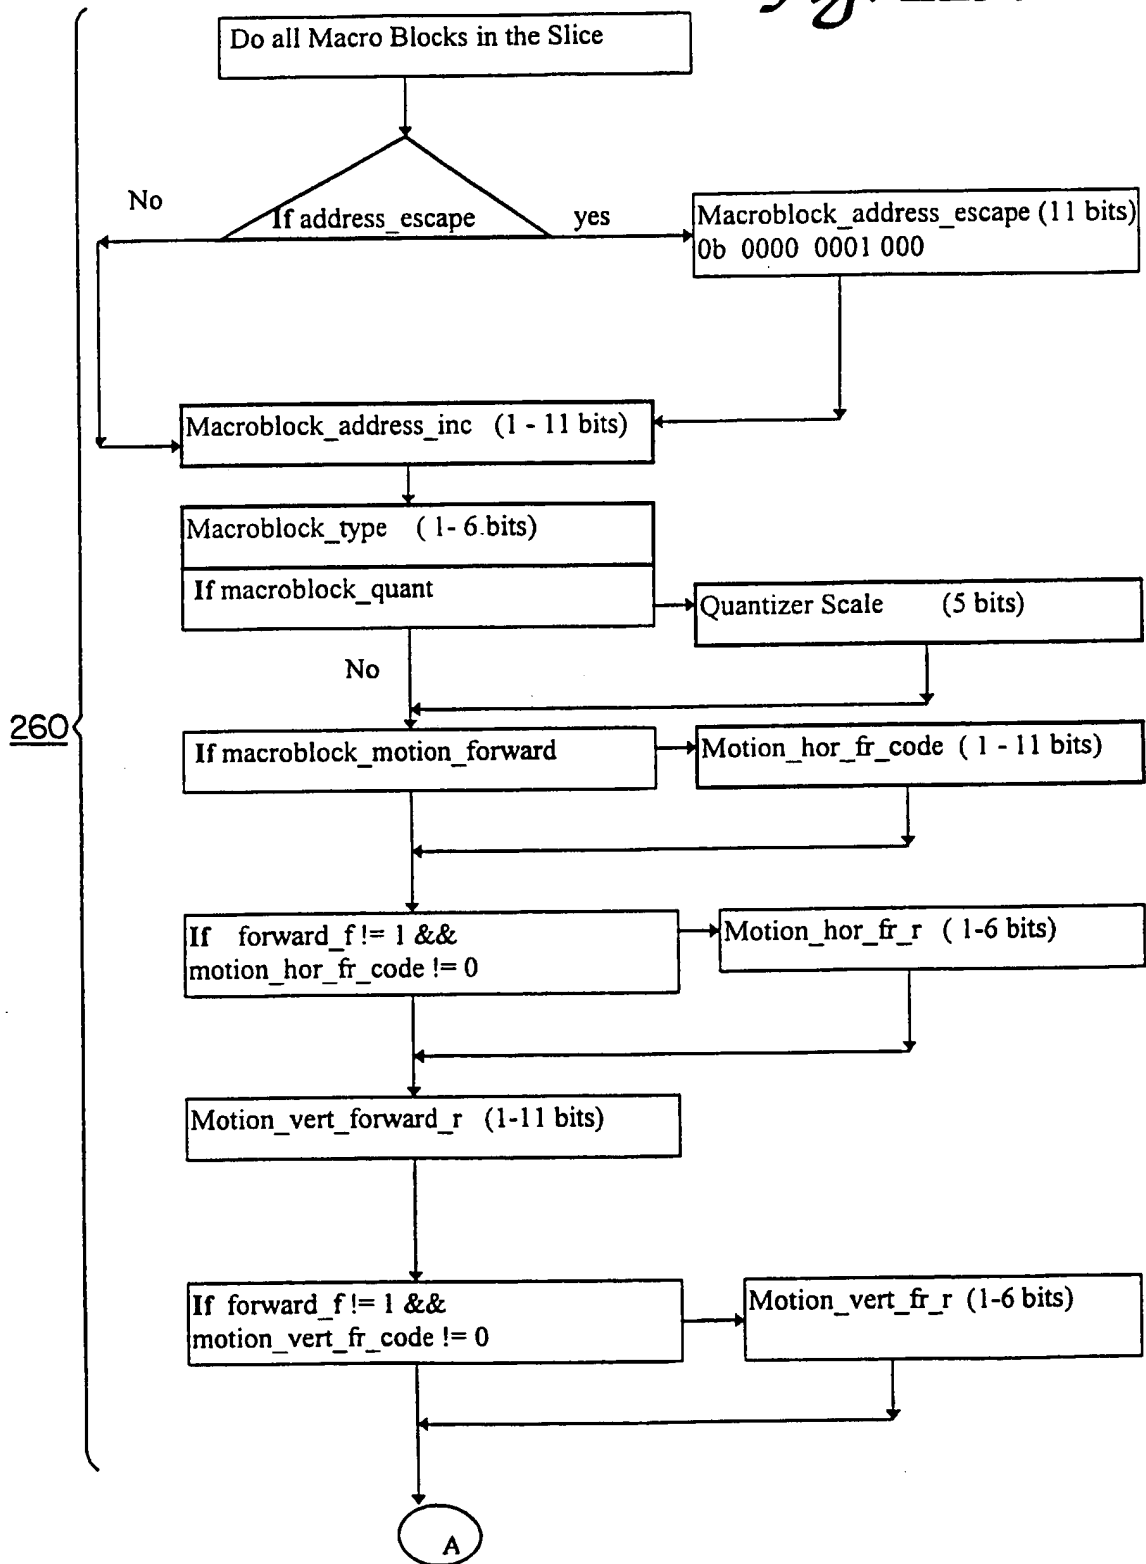 Do all Macro Blocks in the Slice
No
If address_escape
yes
Macroblock_address_escape (11 bits)
0b 0000 0001 000
Macroblock_address_inc (1 - 11 bits)
Macroblock_type ( 1- 6 bits)
If macroblock_quant
Quantizer Scale (5 bits)
No
260
If macroblock_motion_forward
Motion_hor_fr_code ( 1 - 11 bits)
If forward_f != 1 &&
motion_hor_fr_code != 0
Motion_hor_fr_r ( 1-6 bits)
Motion_vert_forward_r (1-11 bits)
If forward_f != 1 &&
motion_vert_fr_code != 0
Motion_vert_fr_r (1-6 bits)
A